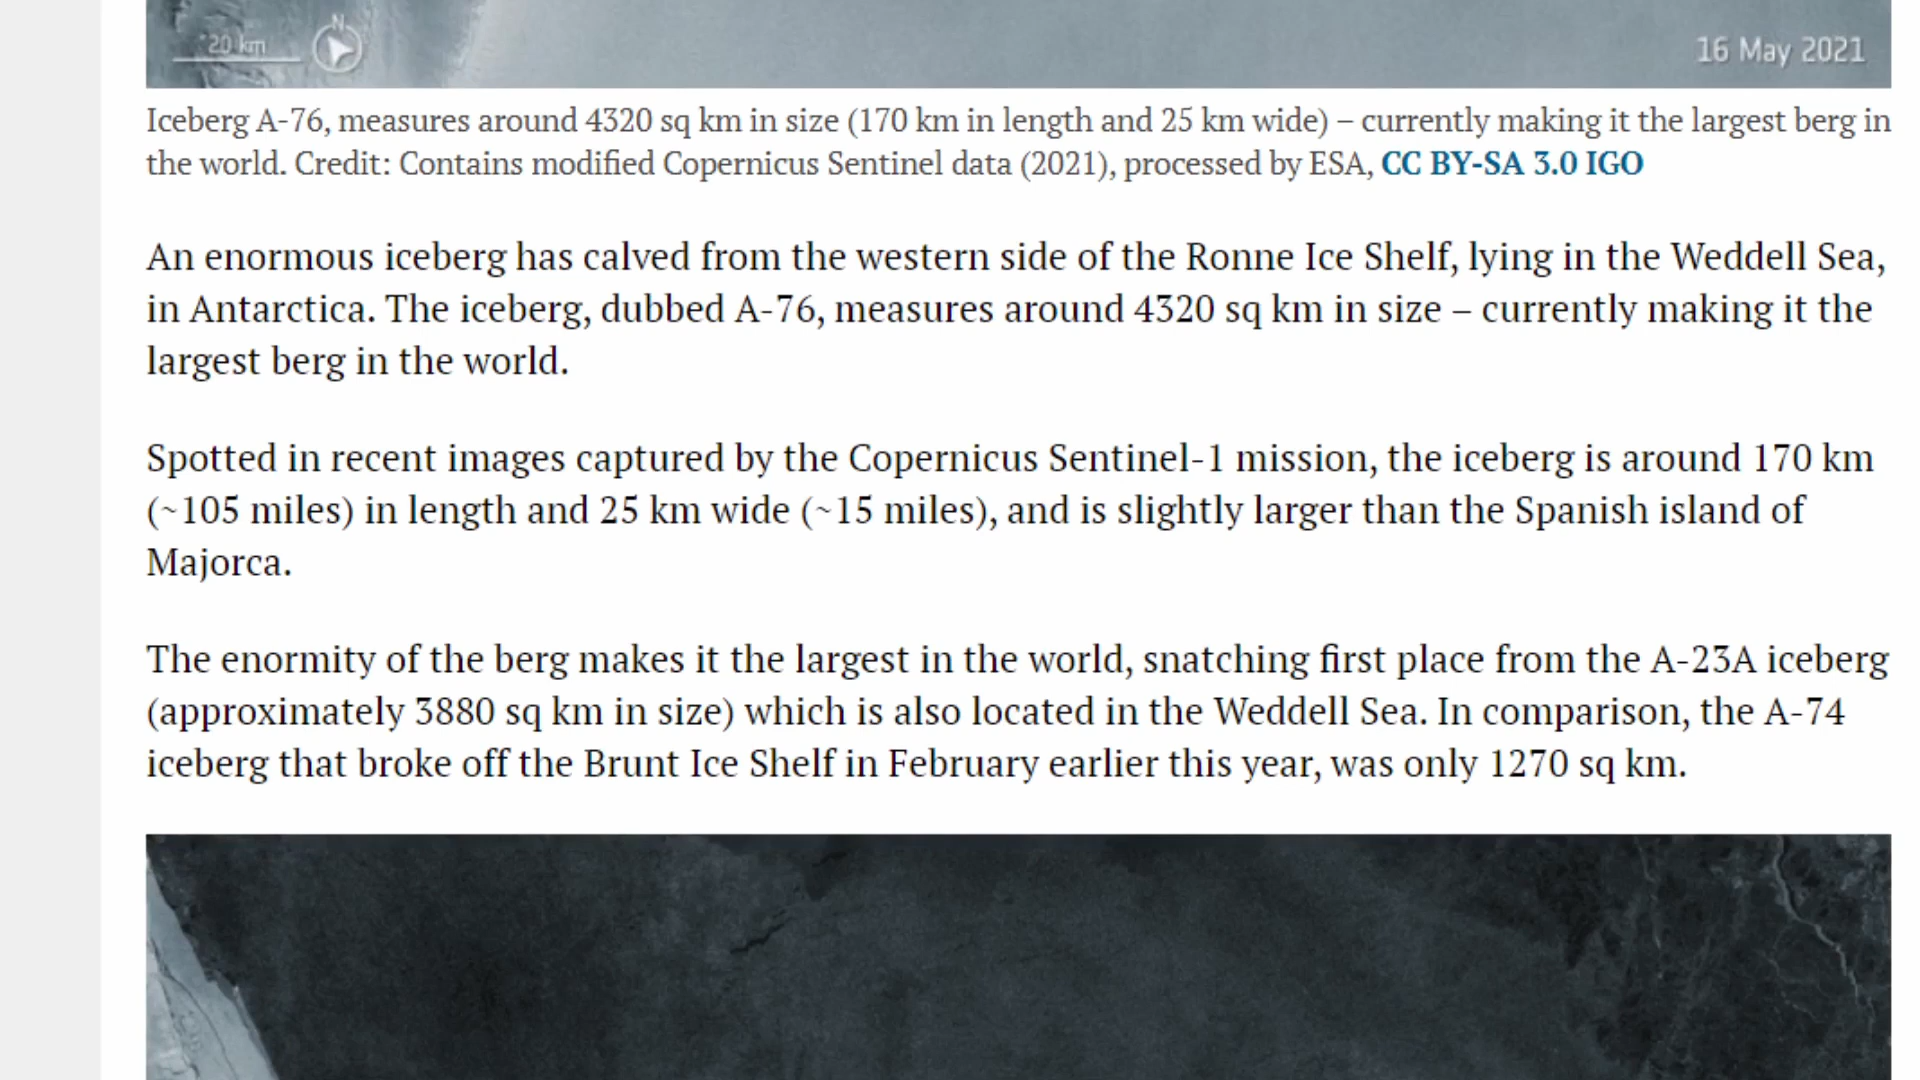 20 km
N
16 May 2021
Iceberg A-76, measures around 4320 sq km in size (170 km in length and 25 km wide) – currently making it the largest berg in
the world. Credit: Contains modified Copernicus Sentinel data (2021), processed by ESA, CC BY-SA 3.0 IGO
An enormous iceberg has calved from the western side of the Ronne Ice Shelf, lying in the Weddell Sea,
in Antarctica. The iceberg, dubbed A-76, measures around 4320 sq km in size – currently making it the
largest berg in the world.
Spotted in recent images captured by the Copernicus Sentinel-1 mission, the iceberg is around 170 km
(~105 miles) in length and 25 km wide (~15 miles), and is slightly larger than the Spanish island of
Majorca.
The enormity of the berg makes it the largest in the world, snatching first place from the A-23A iceberg
(approximately 3880 sq km in size) which is also located in the Weddell Sea. In comparison, the A-74
iceberg that broke off the Brunt Ice Shelf in February earlier this year, was only 1270 sq km.